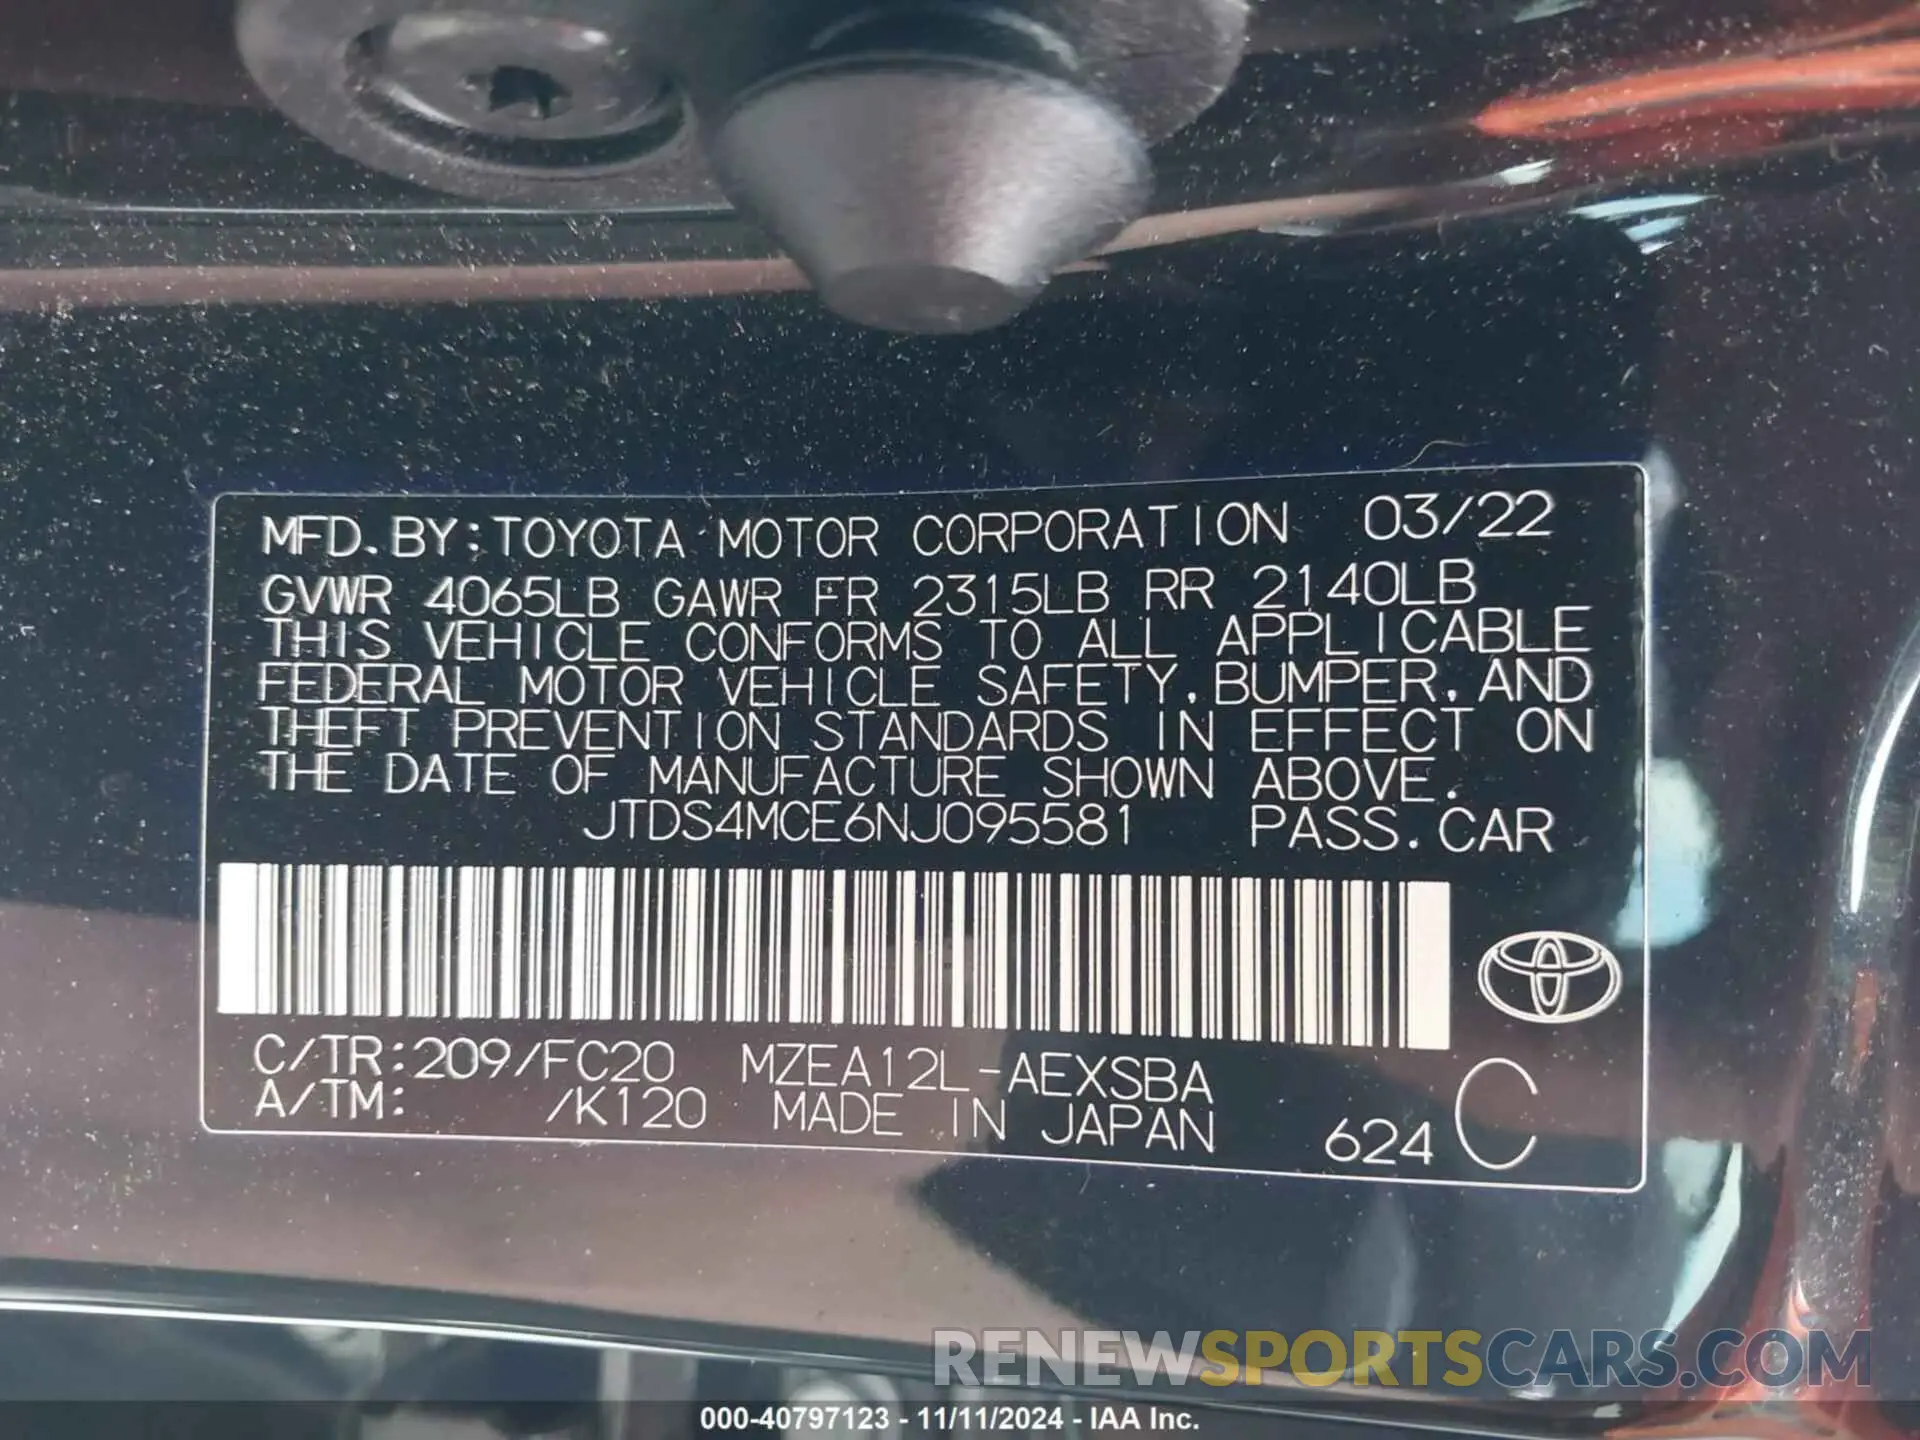 MFD.BY:TOYOTA MOTOR CORPORATION 03/22
GVWR 4065LB GAWR FR 2315LB RR 2140LB
THIS VEHICLE CONFORMS TO ALL APPLICABLE
FEDERAL MOTOR VEHICLE SAFETY,BUMPER,AND
THEFT PREVENTION STANDARDS IN EFFECT ON
THE DATE OF MANUFACTURE SHOWN ABOVE.
JTDS4MCE6NJ095581 PASS.CAR
C/TR:209/FC20 MZEA12L-AEXSBA
A/TM: /K120 MADE IN JAPAN 624 C
RENEWSPORTSCARS.COM
000-40797123 - 11/11/2024 - IAA Inc.